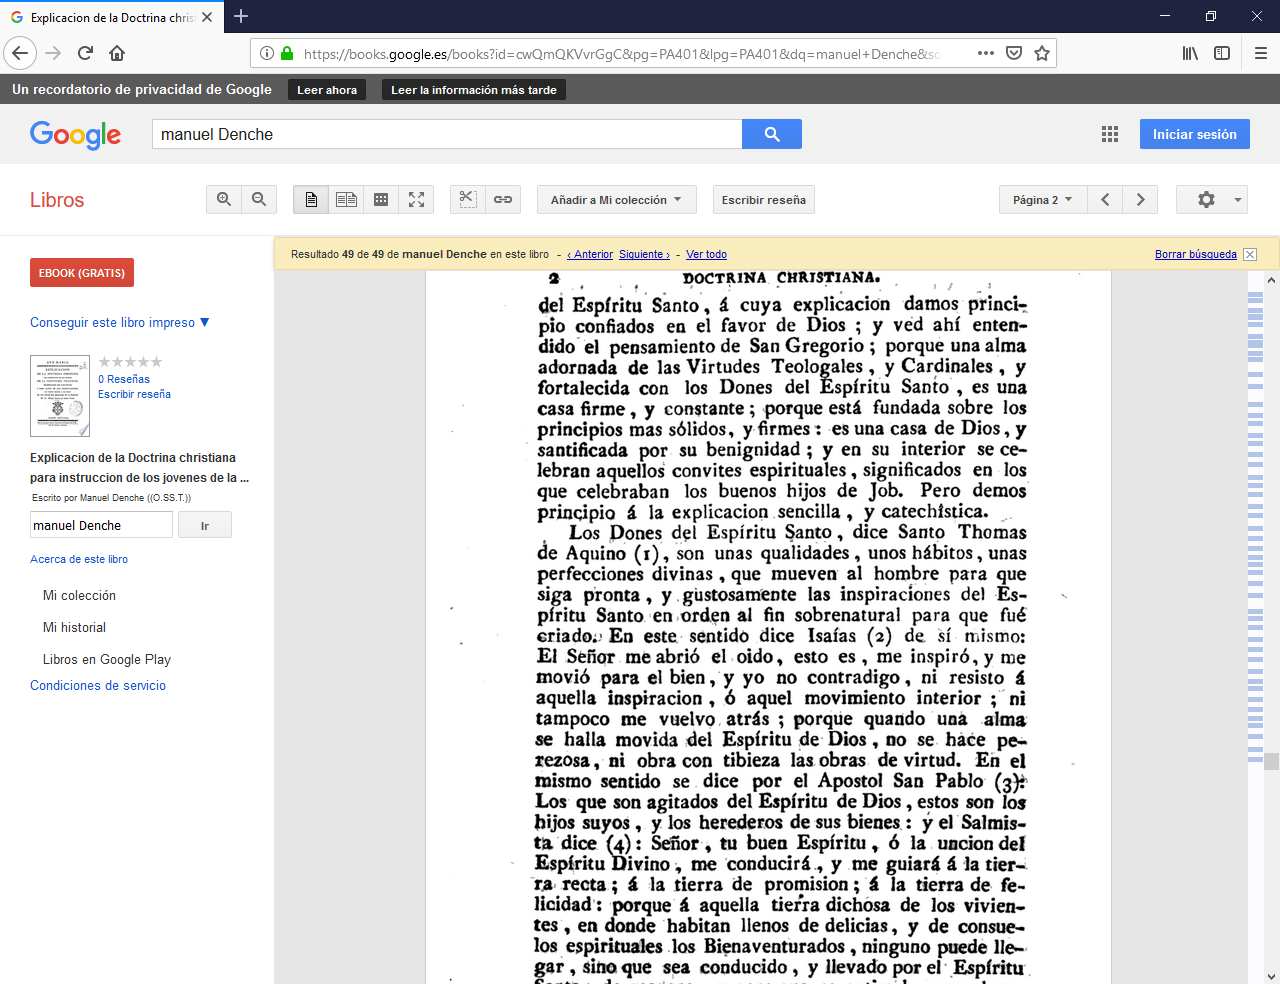 Explicacion de la Doctrina chris
https://books.google.es/books?id=cwQmQKVvrGgC&pg=PA401&lpg=PA401&dq=manuel+Denche&so
Un recordatorio de privacidad de Google
Leer ahora
Leer la información más tarde
Google
manuel Denche
Iniciar sesión
Libros
Añadir a Mi colección
Escribir reseña
Página 2
Resultado 49 de 49 de manuel Denche en este libro - ‹ Anterior Siguiente › - Ver todo
Borrar búsqueda
EBOOK (GRATIS)
Conseguir este libro impreso ▼
0 Reseñas
Escribir reseña
Explicacion de la Doctrina christiana
para instruccion de los jovenes de la ...
Escrito por Manuel Denche ((O.SS.T.))
manuel Denche
Ir
Acerca de este libro
Mi colección
Mi historial
Libros en Google Play
Condiciones de servicio
2 DOCTRINA CHRISTIANA.
del Espíritu Santo, á cuya explicacion damos princi-
pio confiados en el favor de Dios; y ved ahí enten-
dido el pensamiento de San Gregorio; porque una alma
adornada de las Virtudes Teologales, y Cardinales, y
fortalecida con los Dones del Espíritu Santo, es una
casa firme, y constante; porque está fundada sobre los
principios mas sólidos, y firmes: es una casa de Dios, y
santificada por su benignidad; y en su interior se ce-
lebran aquellos convites espirituales, significados en los
que celebraban los buenos hijos de Job. Pero demos
principio á la explicacion sencilla, y catechîstica.
Los Dones del Espíritu Santo, dice Santo Thomas
de Aquino (1), son unas qualidades, unos hábitos, unas
perfecciones divinas, que mueven al hombre para que
siga pronta, y gustosamente las inspiraciones del Es-
píritu Santo en orden al fin sobrenatural para que fué
criado. En este sentido dice Isaías (2) de sí mismo:
El Señor me abrió el oido, esto es, me inspiró, y me
movió para el bien, y yo no contradigo, ni resisto á
aquella inspiracion, ó aquel movimiento interior; ni
tampoco me vuelvo atrás; porque quando una alma
se halla movida del Espíritu de Dios, no se hace pe-
rezosa, ni obra con tibieza las obras de virtud. En el
mismo sentido se dice por el Apostol San Pablo (3):
Los que son agitados del Espíritu de Dios, estos son los
hijos suyos, y los herederos de sus bienes: y el Salmis-
ta dice (4): Señor, tu buen Espíritu, ó la uncion del
Espíritu Divino, me conducirá, y me guiará á la tier-
ra recta; á la tierra de promision; á la tierra de fe-
licidad: porque á aquella tierra dichosa de los vivien-
tes, en donde habitan llenos de delicias, y de consue-
los espirituales los Bienaventurados, ninguno puede lle-
gar, sino que sea conducido, y llevado por el Espíritu